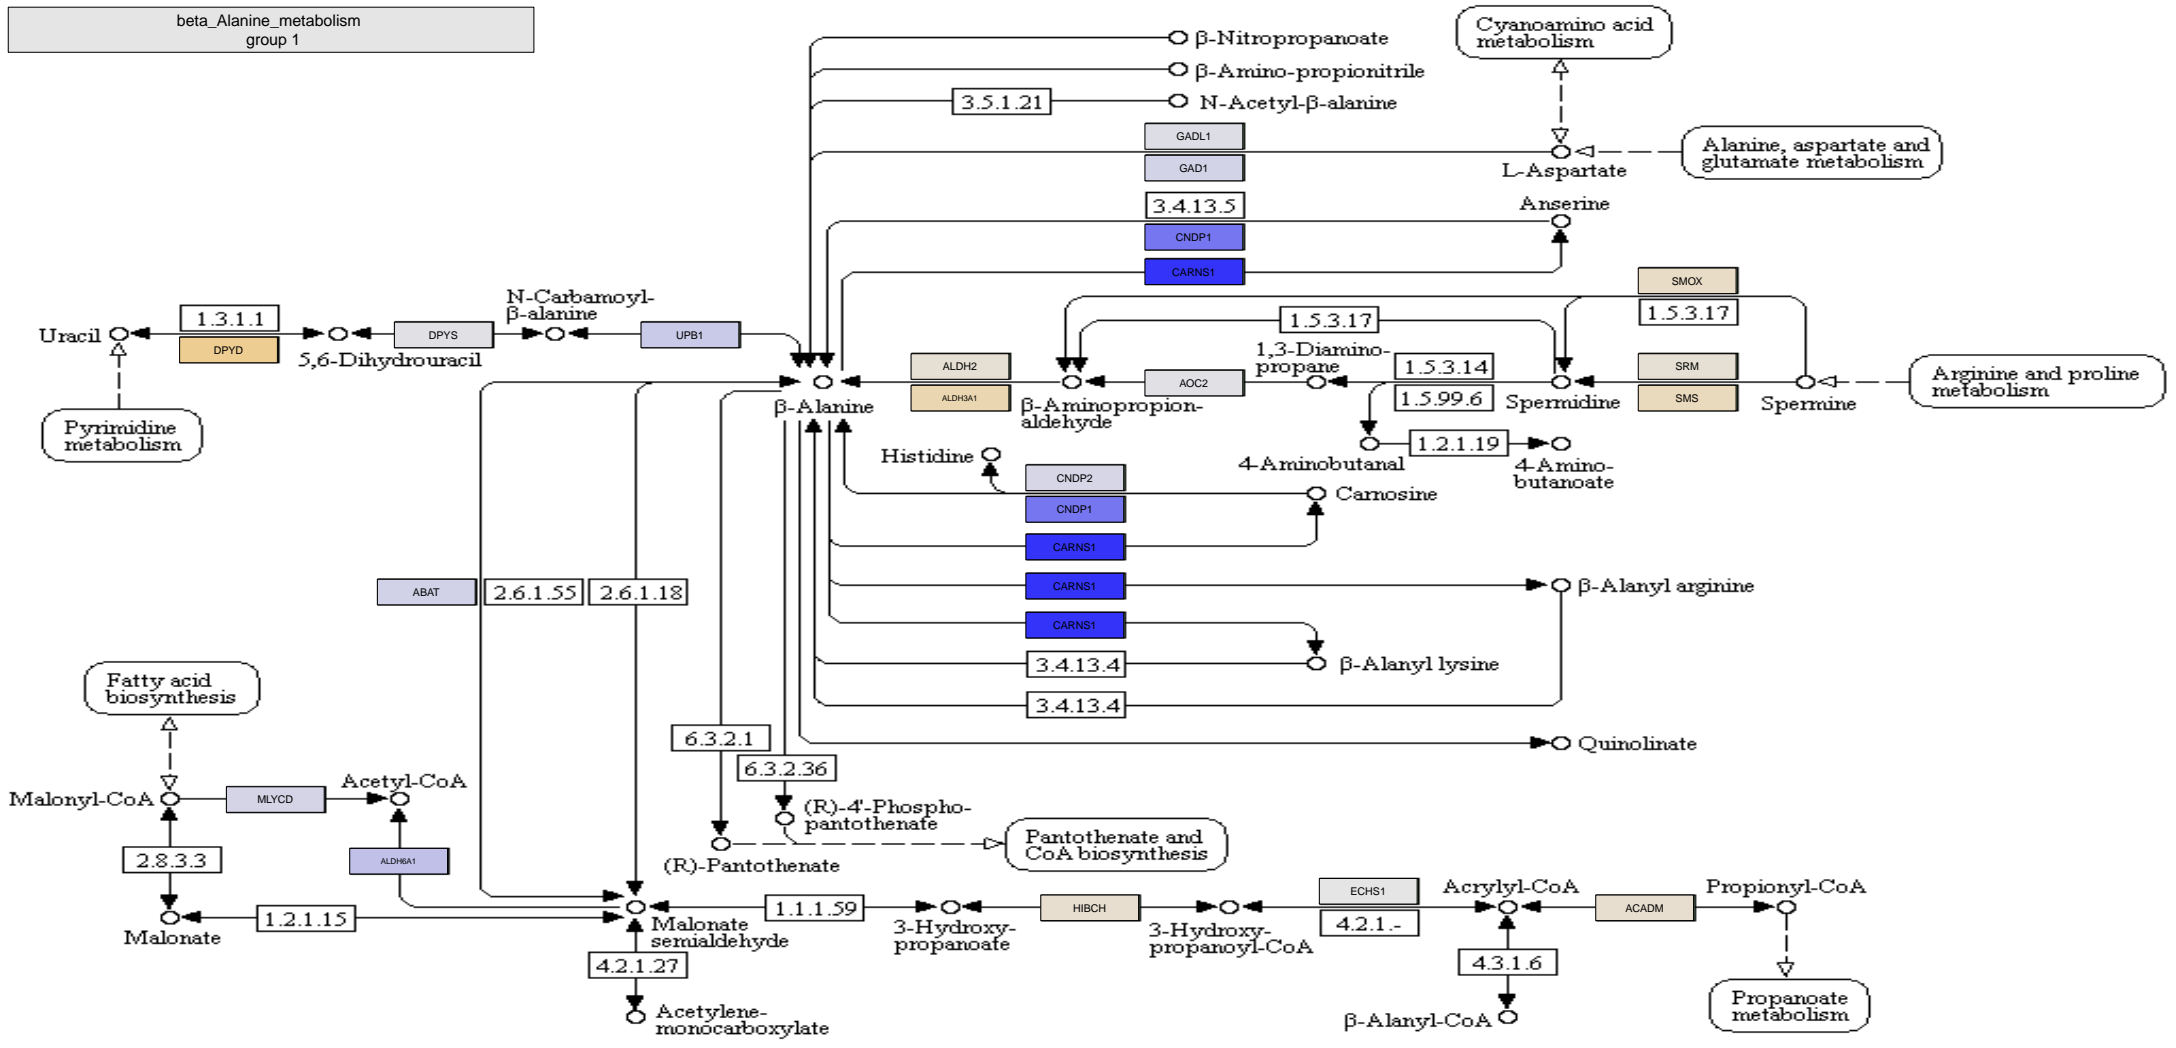 beta_Alanine_metabolism
group 1
β-Nitropropanoate
β-Amino-propionitrile
3.5.1.21
N-Acetyl-β-alanine
Cyanoamino acid
metabolism
GADL1
GAD1
L-Aspartate
Alanine, aspartate and
glutamate metabolism
3.4.13.5
CNDP1
CARNS1
Anserine
SMOX
1.5.3.17
1.5.3.17
Uracil
1.3.1.1
DPYD
5,6-Dihydrouracil
DPYS
N-Carbamoyl-
β-alanine
UPB1
Pyrimidine
metabolism
β-Alanine
ALDH2
ALDH3A1
β-Aminopropion-
aldehyde
AOC2
1,3-Diamino-
propane
1.5.3.14
1.5.99.6
Spermidine
SRM
SMS
Spermine
Arginine and proline
metabolism
4-Aminobutanal
1.2.1.19
4-Amino-
butanoate
Histidine
CNDP2
CNDP1
Carnosine
CARNS1
CARNS1
β-Alanyl arginine
CARNS1
3.4.13.4
β-Alanyl lysine
3.4.13.4
ABAT
2.6.1.55
2.6.1.18
6.3.2.1
6.3.2.36
Quinolinate
Fatty acid
biosynthesis
Malonyl-CoA
MLYCD
Acetyl-CoA
2.8.3.3
ALDH6A1
(R)-4'-Phospho-
pantothenate
(R)-Pantothenate
Pantothenate and
CoA biosynthesis
Malonate
1.2.1.15
Malonate
semialdehyde
1.1.1.59
3-Hydroxy-
propanoate
HIBCH
3-Hydroxy-
propanoyl-CoA
ECHS1
4.2.1.-
Acrylyl-CoA
ACADM
Propionyl-CoA
4.2.1.27
Acetylene-
monocarboxylate
4.3.1.6
β-Alanyl-CoA
Propanoate
metabolism